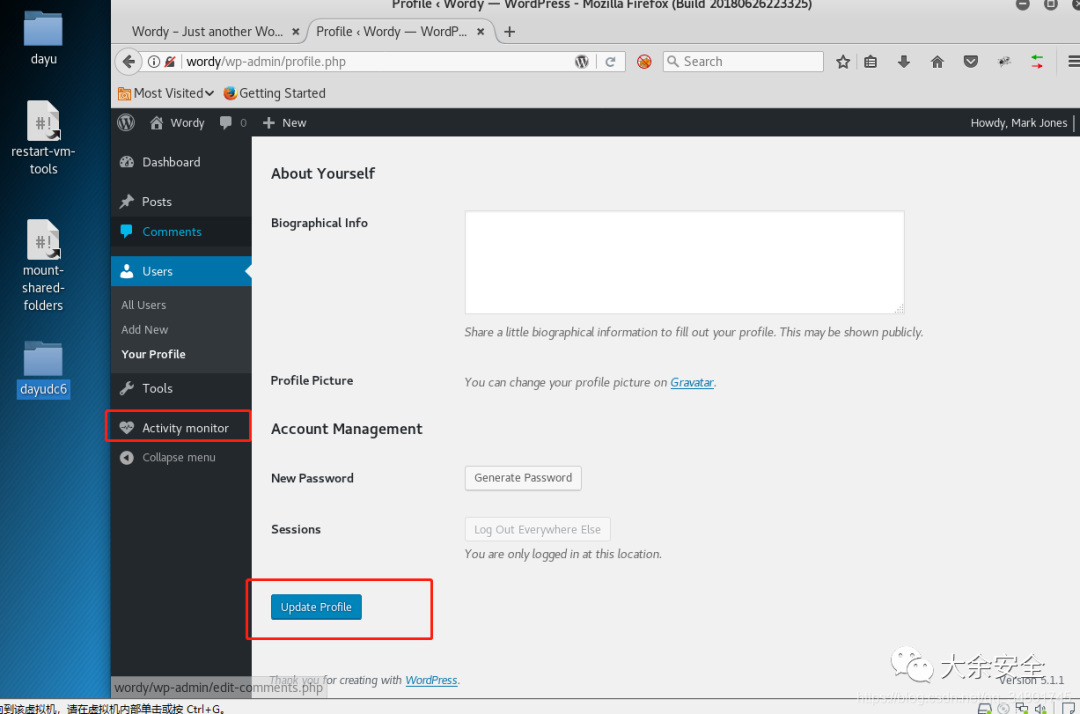 Profile ‹ Wordy — WordPress - Mozilla Firefox (Build 20180626223325)
dayu
restart-vm-
tools
mount-
shared-
folders
dayudc6
Wordy – Just another Wo... ×
Profile ‹ Wordy — WordP... × +
wordy/wp-admin/profile.php
Search
Most Visited
Getting Started
Wordy 0 + New
Howdy, Mark Jones
Dashboard
Posts
Comments
Users
All Users
Add New
Your Profile
Tools
Activity monitor
Collapse menu
About Yourself
Biographical Info
Share a little biographical information to fill out your profile. This may be shown publicly.
Profile Picture
You can change your profile picture on Gravatar.
Account Management
New Password
Generate Password
Sessions
Log Out Everywhere Else
You are only logged in at this location.
Update Profile
Thank you for creating with WordPress.
Version 5.1.1
wordy/wp-admin/edit-comments.php
大余安全
向到该虚拟机，请在虚拟机内部单击或按 Ctrl+G。